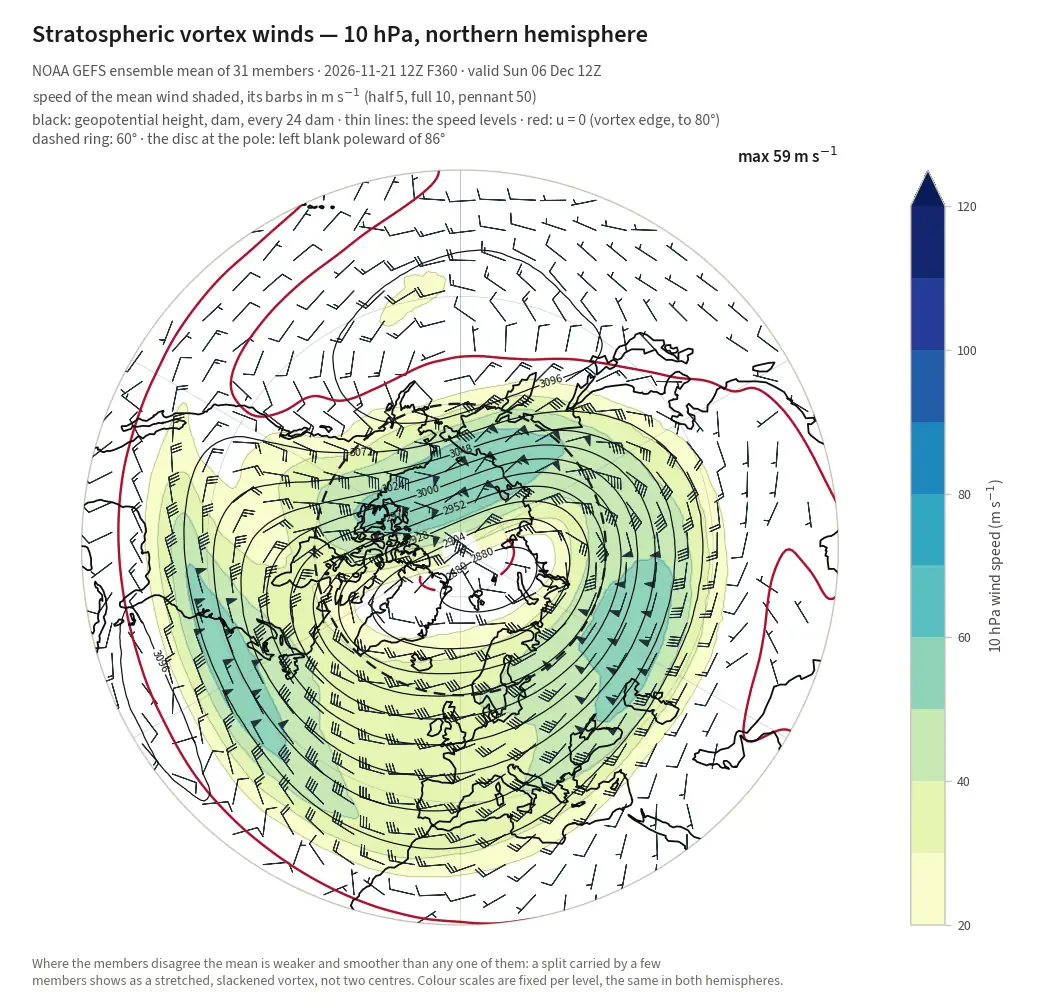 Stratospheric vortex winds — 10 hPa, northern hemisphere
NOAA GEFS ensemble mean of 31 members · 2026-11-21 12Z F360 · valid Sun 06 Dec 12Z
speed of the mean wind shaded, its barbs in m s⁻¹ (half 5, full 10, pennant 50)
black: geopotential height, dam, every 24 dam · thin lines: the speed levels · red: u = 0 (vortex edge, to 80°)
dashed ring: 60° · the disc at the pole: left blank poleward of 86°
max 59 m s⁻¹
120
100
80
60
40
20
10 hPa wind speed (m s⁻¹)
3096
3072
3048
3024
3000
2952
2928
2904
2880
2880
3096
Where the members disagree the mean is weaker and smoother than any one of them: a split carried by a few
members shows as a stretched, slackened vortex, not two centres. Colour scales are fixed per level, the same in both hemispheres.